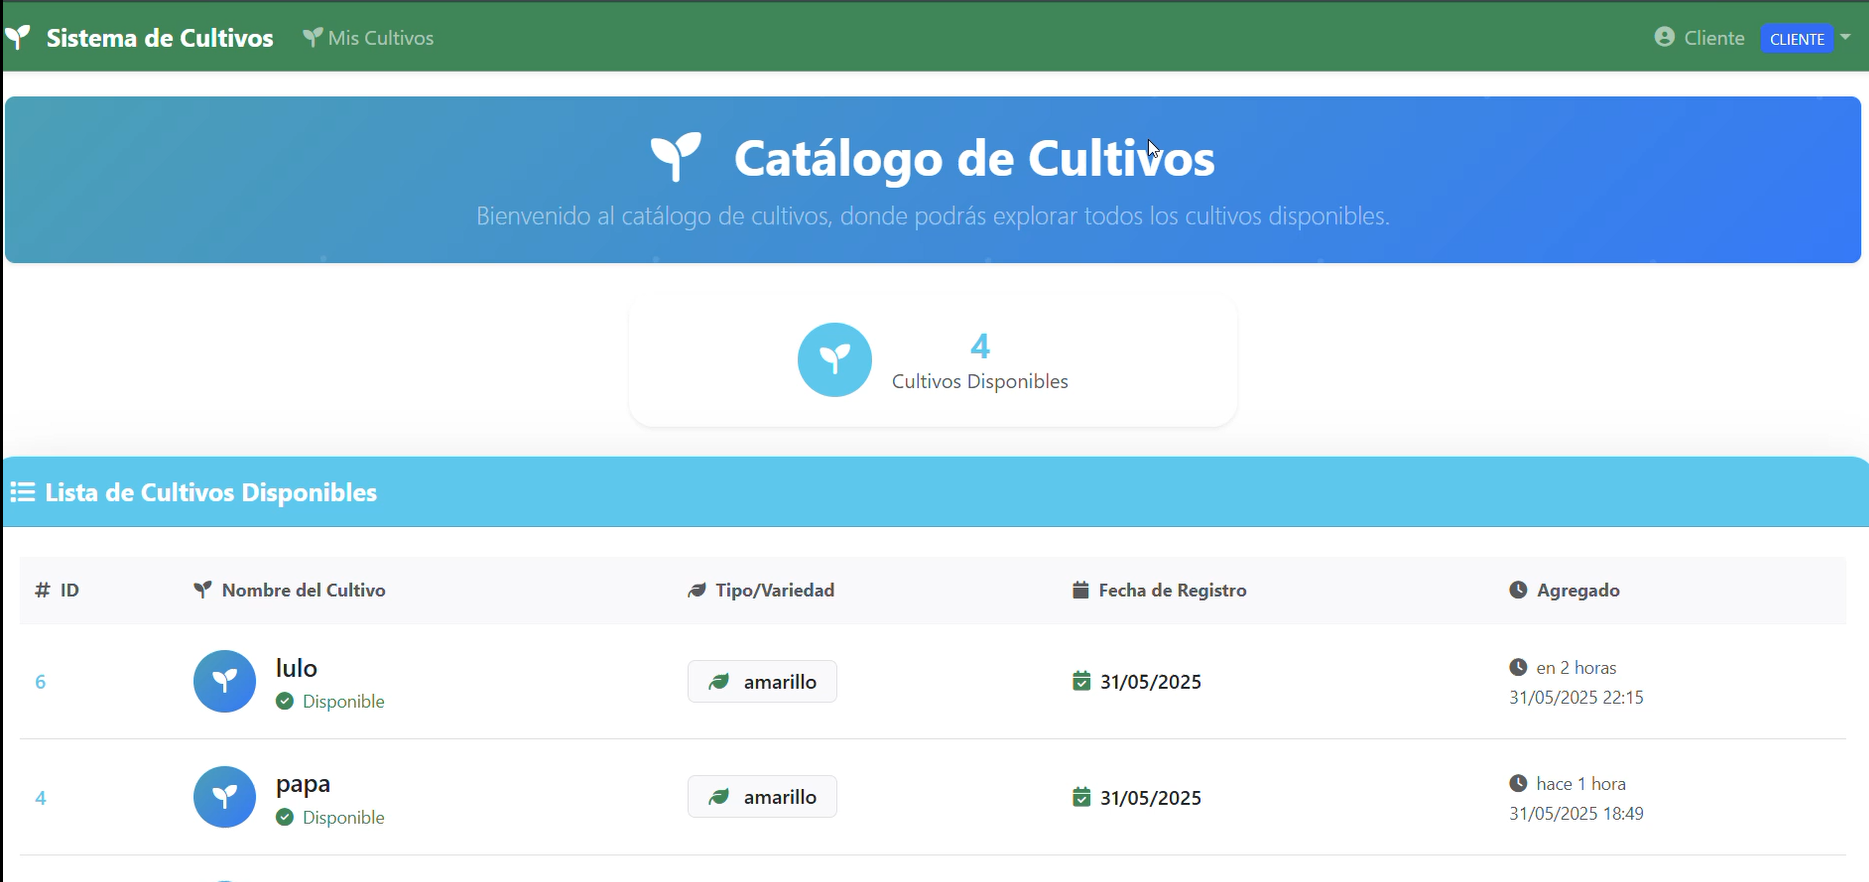 Sistema de Cultivos Mis Cultivos Cliente CLIENTE
Catálogo de Cultivos
Bienvenido al catálogo de cultivos, donde podrás explorar todos los cultivos disponibles.
4
Cultivos Disponibles
Lista de Cultivos Disponibles
# ID Nombre del Cultivo Tipo/Variedad Fecha de Registro Agregado
6 lulo amarillo 31/05/2025 en 2 horas
Disponible 31/05/2025 22:15
4 papa amarillo 31/05/2025 hace 1 hora
Disponible 31/05/2025 18:49